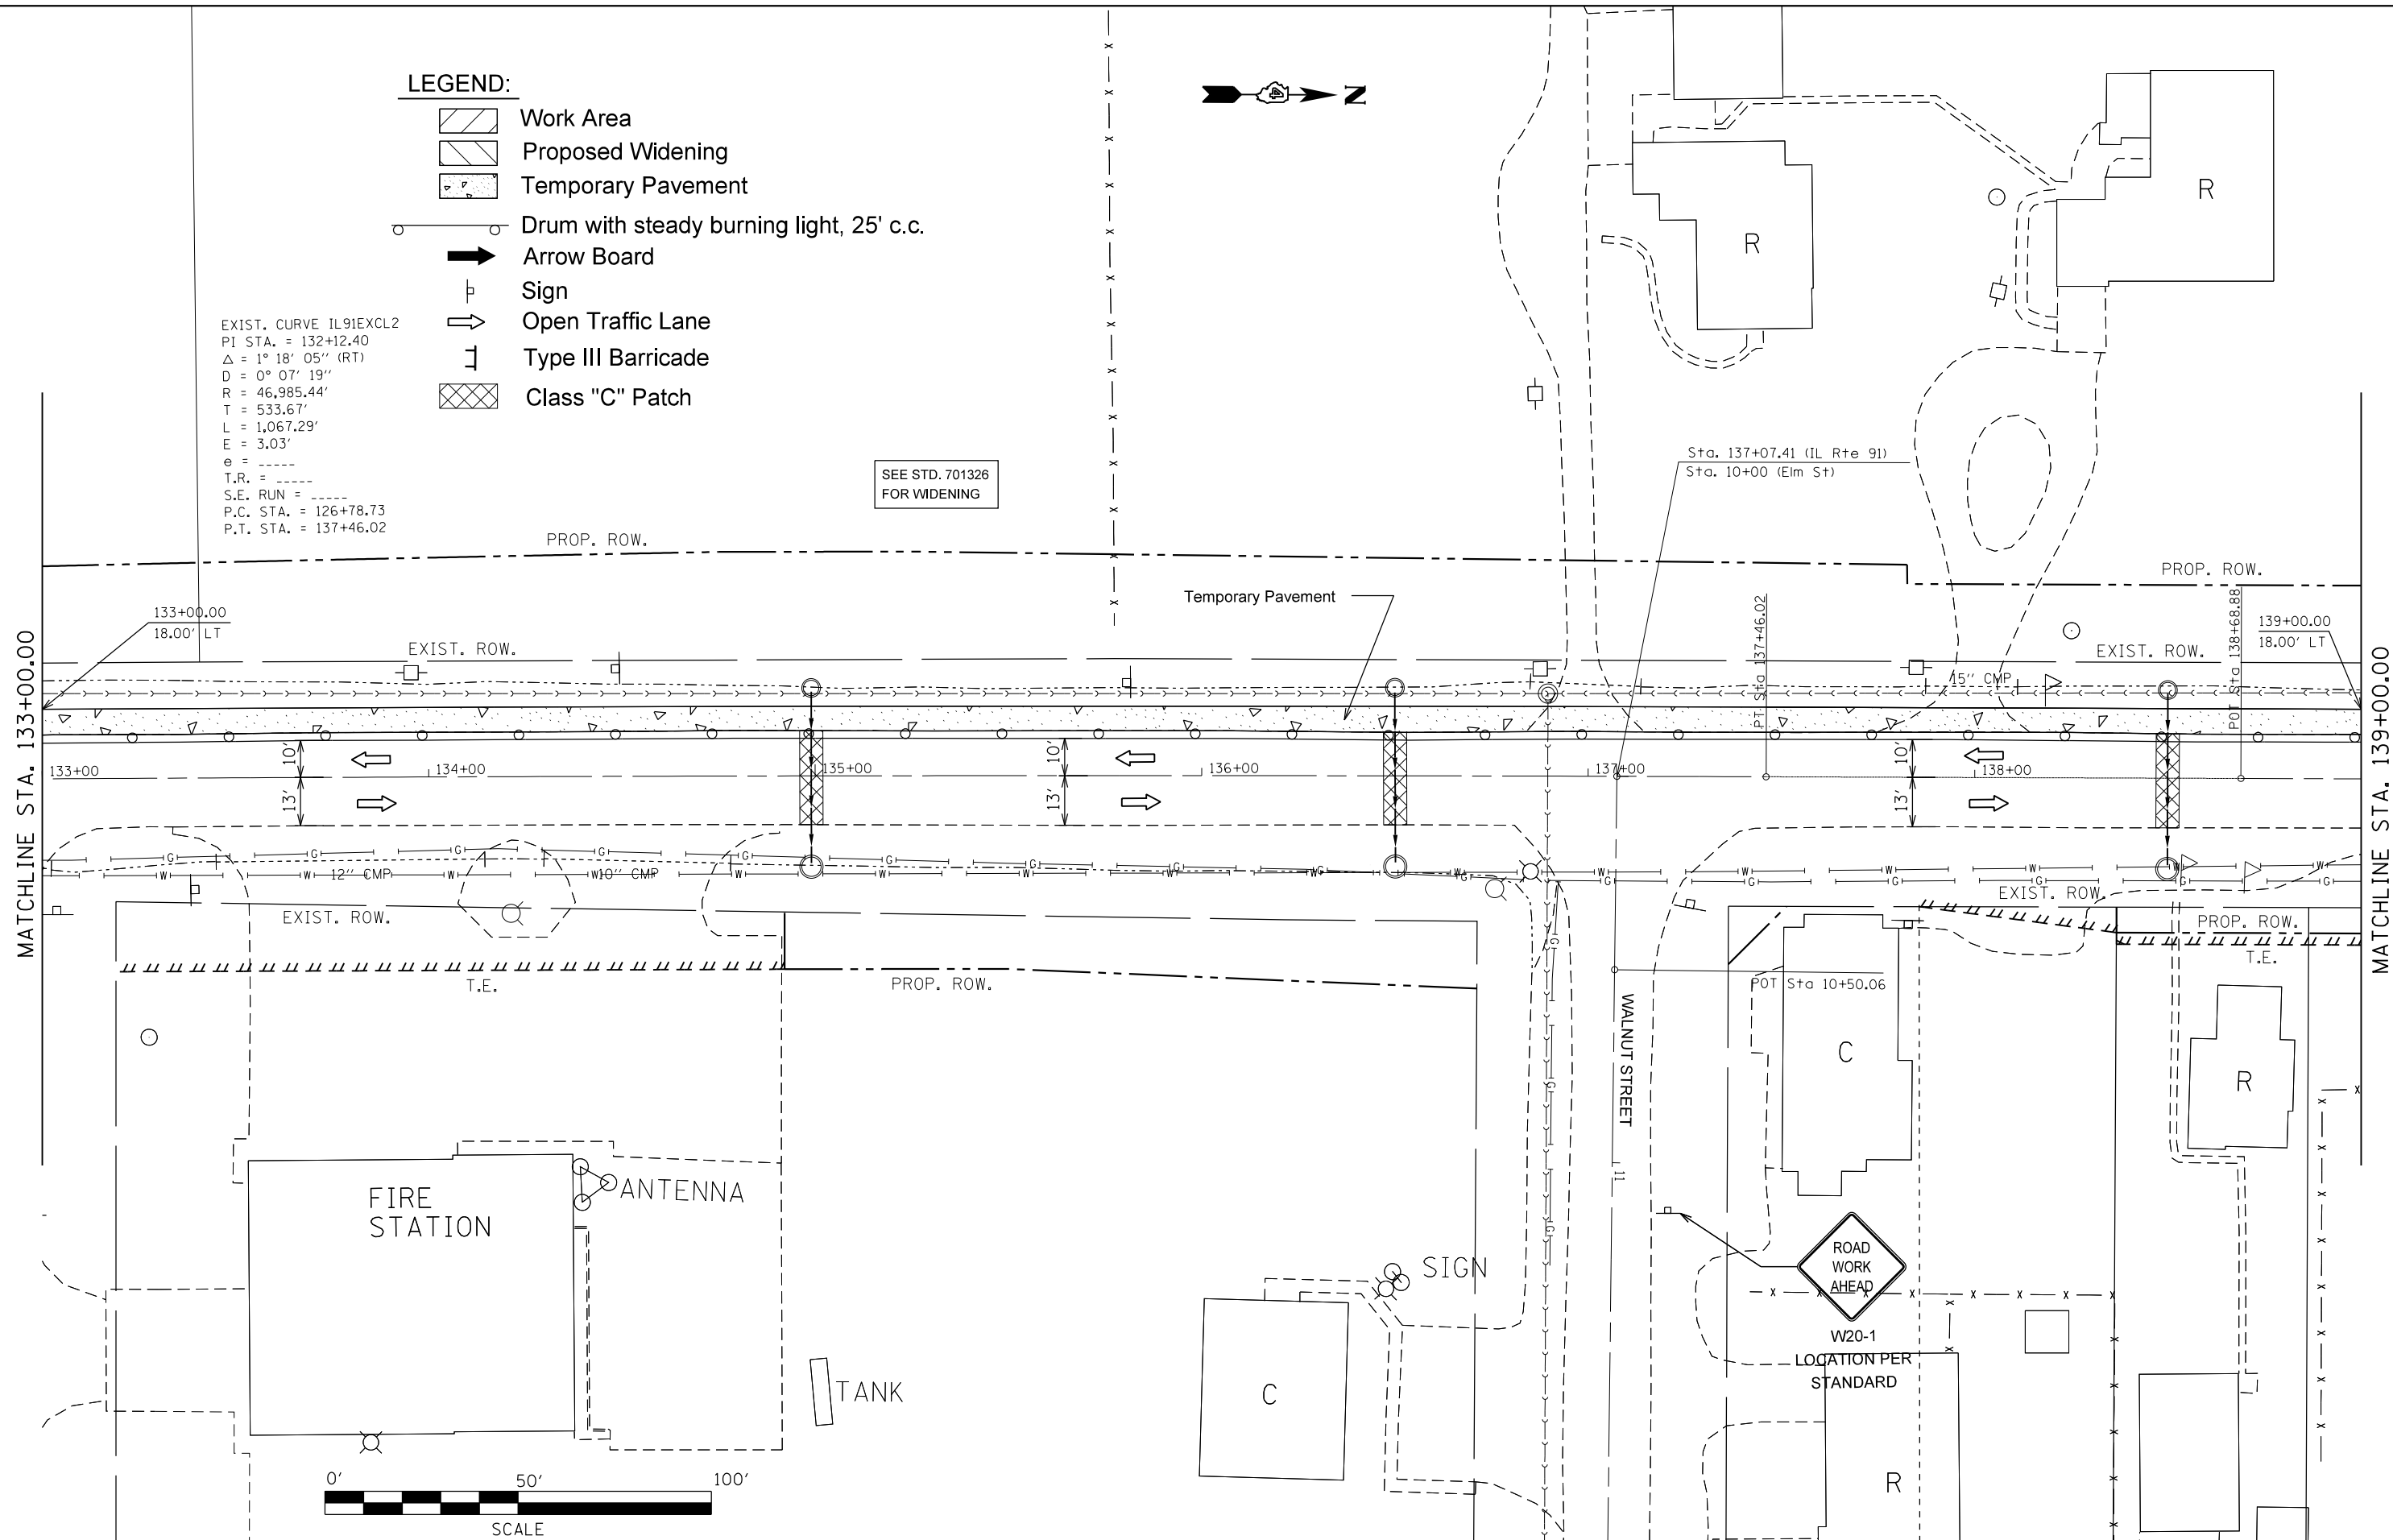 LEGEND:
Work Area
Proposed Widening
Temporary Pavement
Drum with steady burning light, 25' c.c.
Arrow Board
Sign
Open Traffic Lane
Type III Barricade
Class "C" Patch
N
EXIST. CURVE IL91EXCL2
PI STA. = 132+12.40
Δ = 1° 18' 05'' (RT)
D = 0° 07' 19''
R = 46,985.44'
T = 533.67'
L = 1,067.29'
E = 3.03'
e = _____
T.R. = _____
S.E. RUN = _____
P.C. STA. = 126+78.73
P.T. STA. = 137+46.02
SEE STD. 701326
FOR WIDENING
R
R
Sta. 137+07.41 (IL Rte 91)
Sta. 10+00 (Elm St)
PROP. ROW.
PROP. ROW.
Temporary Pavement
133+00.00
18.00' LT
EXIST. ROW.
EXIST. ROW.
139+00.00
18.00' LT
PT Sta 137+46.02
POT Sta 138+68.88
15'' CMP
MATCHLINE STA. 133+00.00
MATCHLINE STA. 139+00.00
10'
10'
10'
133+00
134+00
135+00
136+00
137+00
138+00
13'
13'
13'
G G G G G G G G G
W W W W W W W W
12'' CMP
10'' CMP
W W W W W W
G G G G G G
EXIST. ROW.
EXIST. ROW.
PROP. ROW.
T.E.
T.E.
PROP. ROW.
POT Sta 10+50.06
WALNUT STREET
11
G
G
G
C
R
FIRE
STATION
ANTENNA
SIGN
TANK
C
ROAD
WORK
AHEAD
W20-1
LOCATION PER
STANDARD
R
0' 50' 100'
SCALE